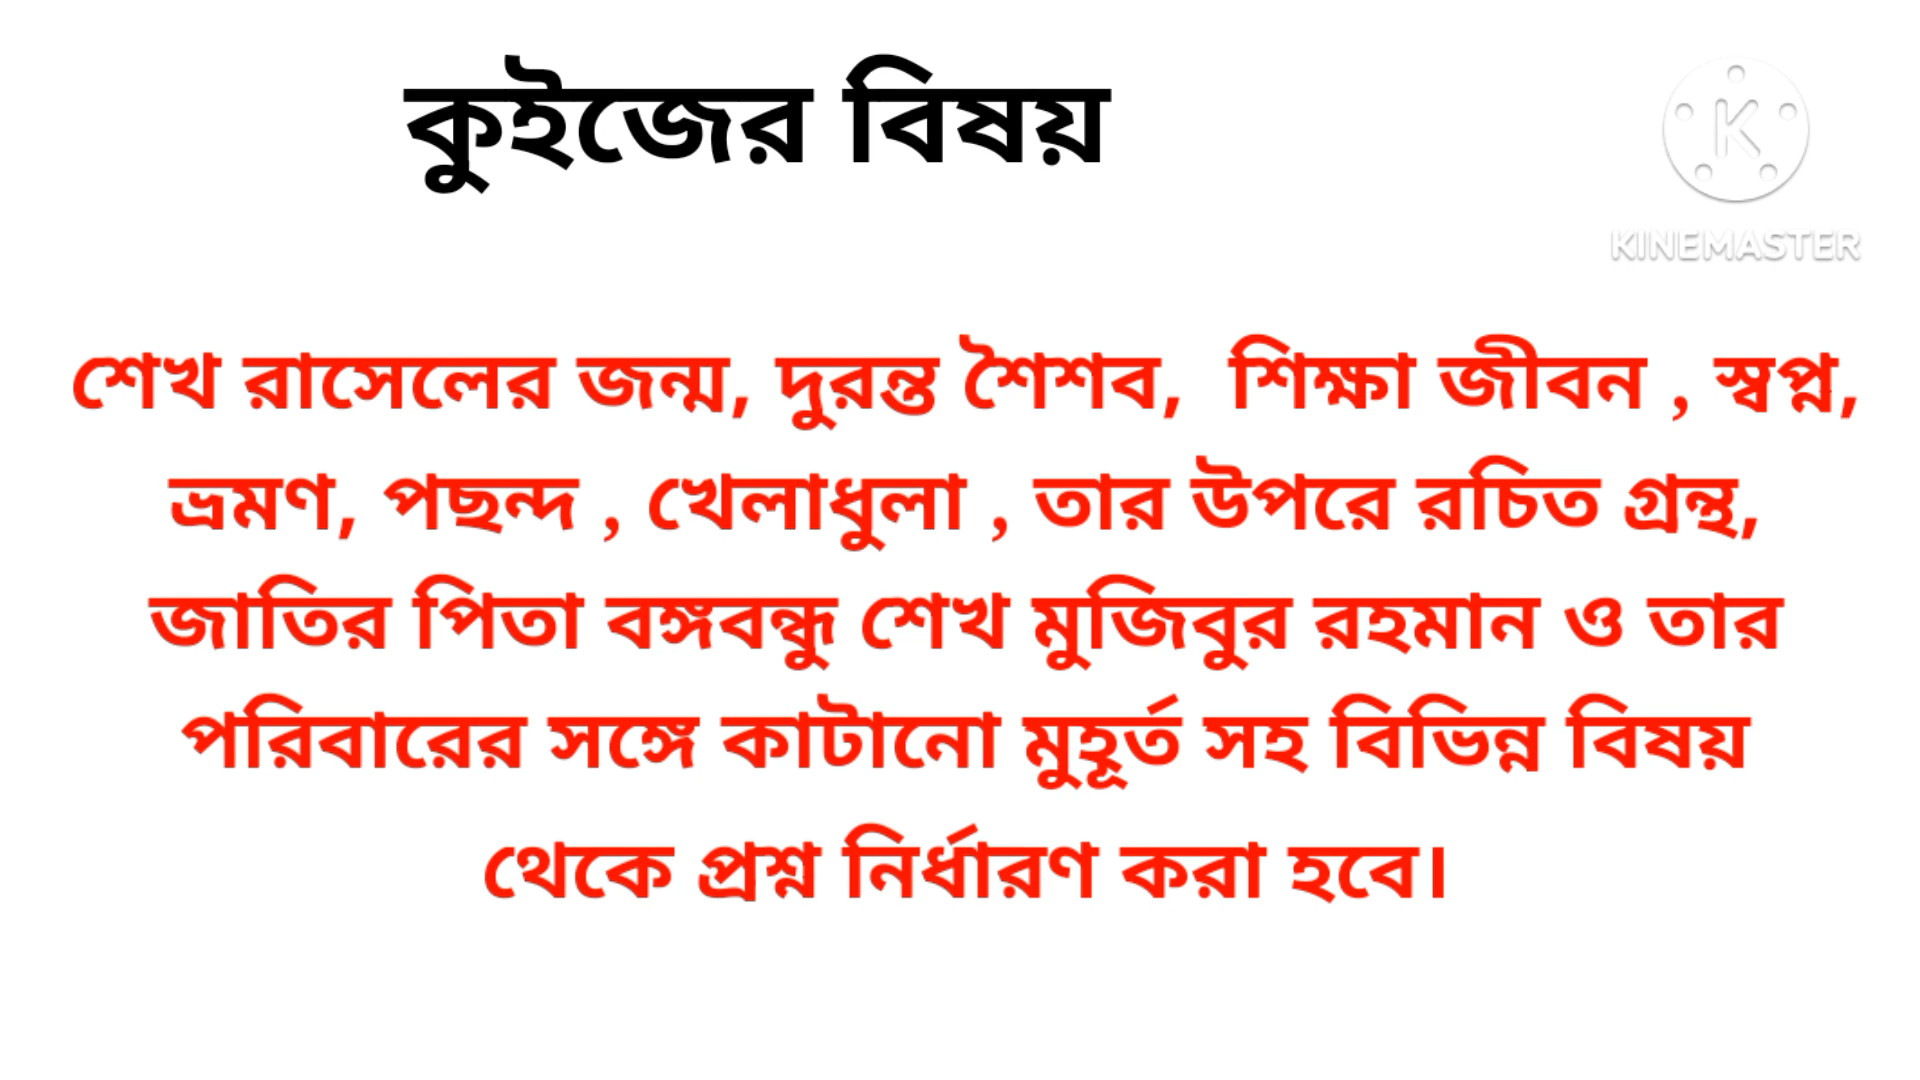 কুইজের বিষয়
KINEMASTER
শেখ রাসেলের জন্ম, দুরন্ত শৈশব, শিক্ষা জীবন , স্বপ্ন,
ভ্রমণ, পছন্দ , খেলাধুলা , তার উপরে রচিত গ্রন্থ,
জাতির পিতা বঙ্গবন্ধু শেখ মুজিবুর রহমান ও তার
পরিবারের সঙ্গে কাটানো মুহূর্ত সহ বিভিন্ন বিষয়
থেকে প্রশ্ন নির্ধারণ করা হবে।